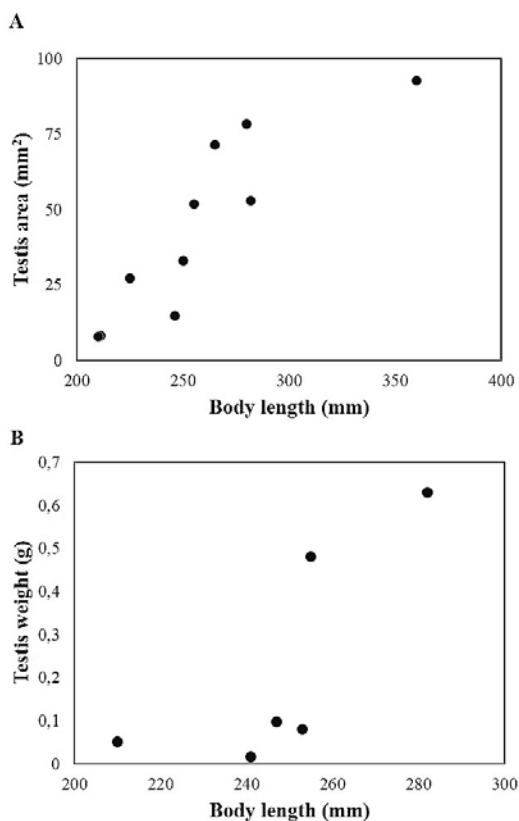 A
100
75
50
25
0
Testis area (mm²)
200 250 300 350 400
Body length (mm)
B
0,7
0,6
0,5
0,4
0,3
0,2
0,1
0
Testis weight (g)
200 220 240 260 280 300
Body length (mm)